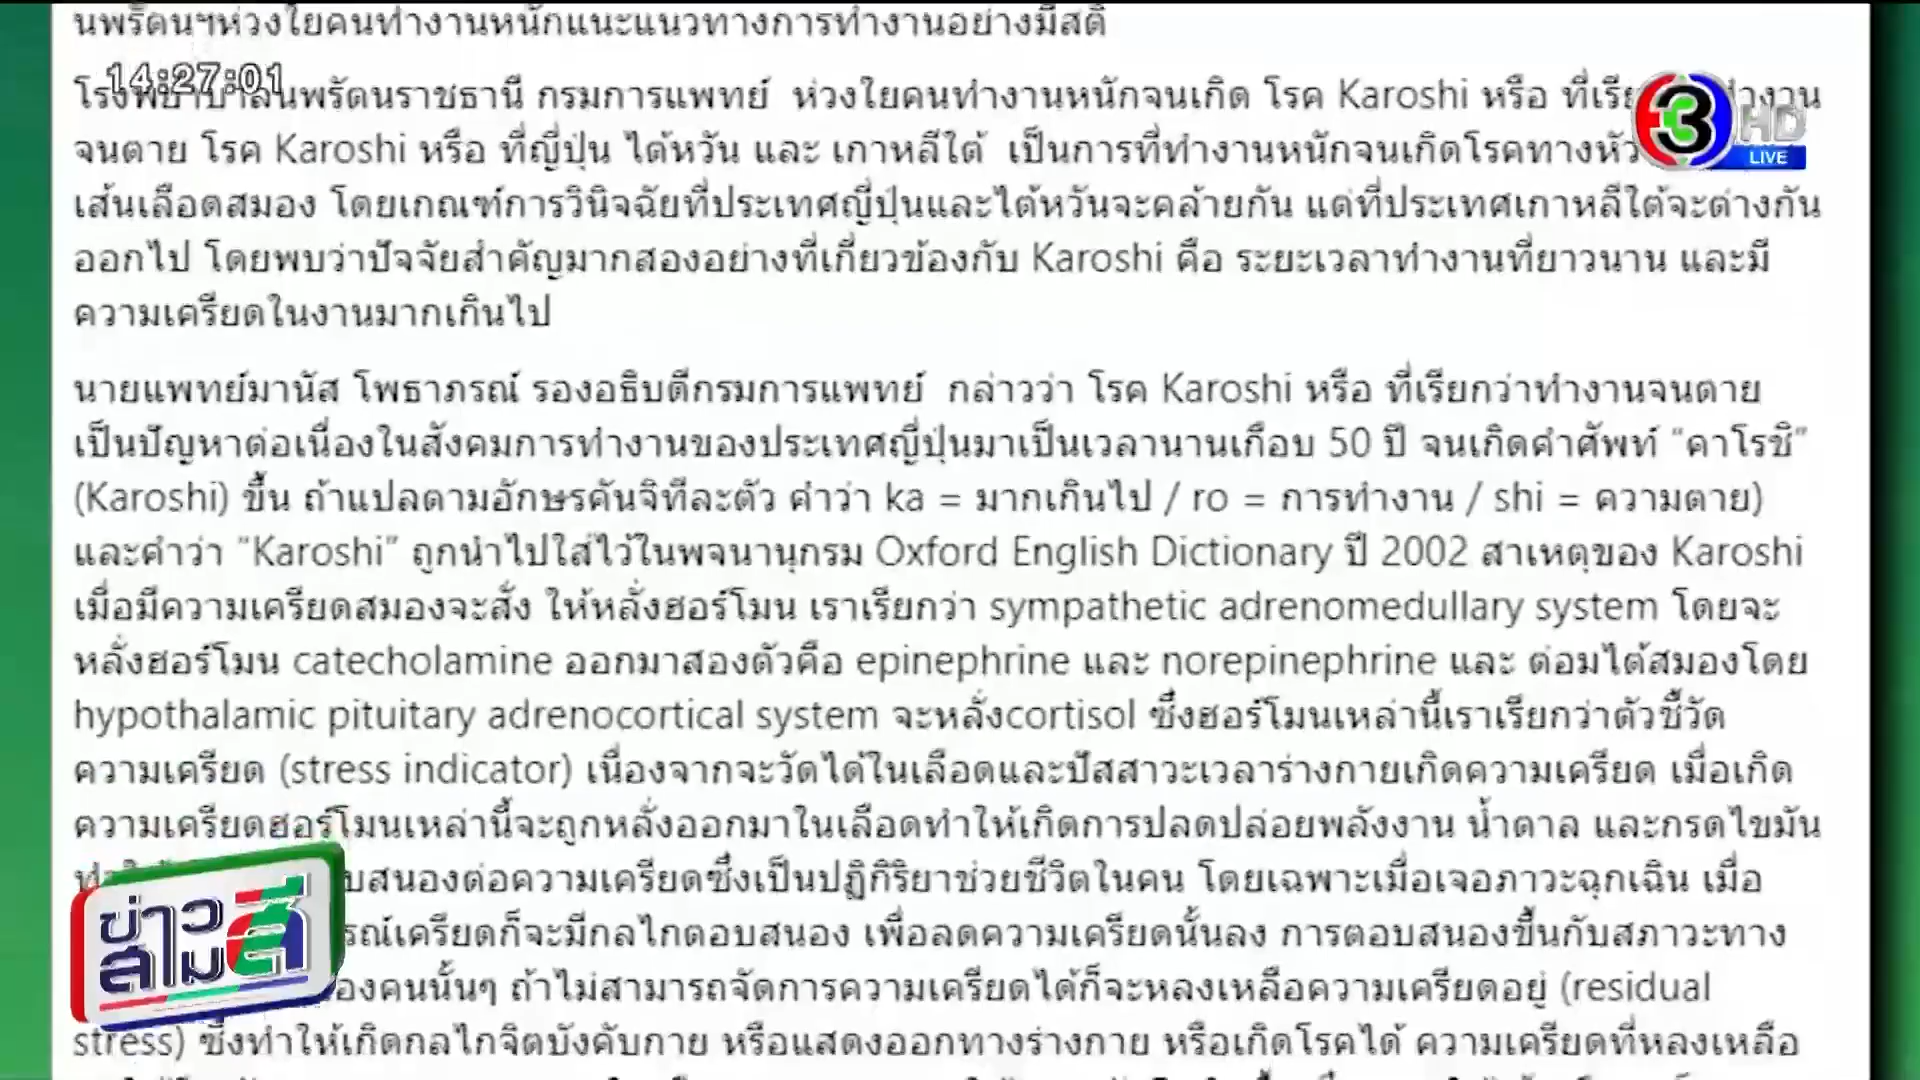 นพรัตนฯห่วงใยคนทำงานหนักแนะแนวทางการทำงานอย่างมีสติ
14:27:01
โรงพยาบาลนพรัตนราชธานี กรมการแพทย์ ห่วงใยคนทำงานหนักจนเกิด โรค Karoshi หรือ ที่ ทำงาน
3 HD
LIVE
จนตาย โรค Karoshi หรือ ที่ญี่ปุ่น ไต้หวัน และ เกาหลีใต้ เป็นการที่ทำงานหนักจนเกิดโรคทาง
เส้นเลือดสมอง โดยเกณฑ์การวินิจฉัยที่ประเทศญี่ปุ่นและไต้หวันจะคล้ายกัน แต่ที่ประเทศเกาหลีใต้จะต่างกัน
ออกไป โดยพบว่าปัจจัยสำคัญมากสองอย่างที่เกี่ยวข้องกับ Karoshi คือ ระยะเวลาทำงานที่ยาวนาน และมี
ความเครียดในงานมากเกินไป
นายแพทย์มานัส โพธาภรณ์ รองอธิบดีกรมการแพทย์ กล่าวว่า โรค Karoshi หรือ ที่เรียกว่าทำงานจนตาย
เป็นปัญหาต่อเนื่องในสังคมการทำงานของประเทศญี่ปุ่นมาเป็นเวลานานเกือบ 50 ปี จนเกิดคำศัพท์ “คาโรชิ”
(Karoshi) ขึ้น ถ้าแปลตามอักษรคันจิทีละตัว คำว่า ka = มากเกินไป / ro = การทำงาน / shi = ความตาย)
และคำว่า “Karoshi” ถูกนำไปใส่ไว้ในพจนานุกรม Oxford English Dictionary ปี 2002 สาเหตุของ Karoshi
เมื่อมีความเครียดสมองจะสั่ง ให้หลั่งฮอร์โมน เราเรียกว่า sympathetic adrenomedullary system โดยจะ
หลั่งฮอร์โมน catecholamine ออกมาสองตัวคือ epinephrine และ norepinephrine และ ต่อมใต้สมองโดย
hypothalamic pituitary adrenocortical system จะหลั่งcortisol ซึ่งฮอร์โมนเหล่านี้เราเรียกว่าตัวชี้วัด
ความเครียด (stress indicator) เนื่องจากจะวัดได้ในเลือดและปัสสาวะเวลาร่างกายเกิดความเครียด เมื่อเกิด
ความเครียดฮอร์โมนเหล่านี้จะถูกหลั่งออกมาในเลือดทำให้เกิดการปลดปล่อยพลังงาน น้ำตาล และกรดไขมัน
บสนองต่อความเครียดซึ่งเป็นปฏิกิริยาช่วยชีวิตในคน โดยเฉพาะเมื่อเจอภาวะฉุกเฉิน เมื่อ
รณ์เครียดก็จะมีกลไกตอบสนอง เพื่อลดความเครียดนั้นลง การตอบสนองขึ้นกับสภาวะทาง
องคนนั้นๆ ถ้าไม่สามารถจัดการความเครียดได้ก็จะหลงเหลือความเครียดอยู่ (residual
stress) ซึ่งทำให้เกิดกลไกจิตบังคับกาย หรือแสดงออกทางร่างกาย หรือเกิดโรคได้ ความเครียดที่หลงเหลือ
ข่าวสามสี